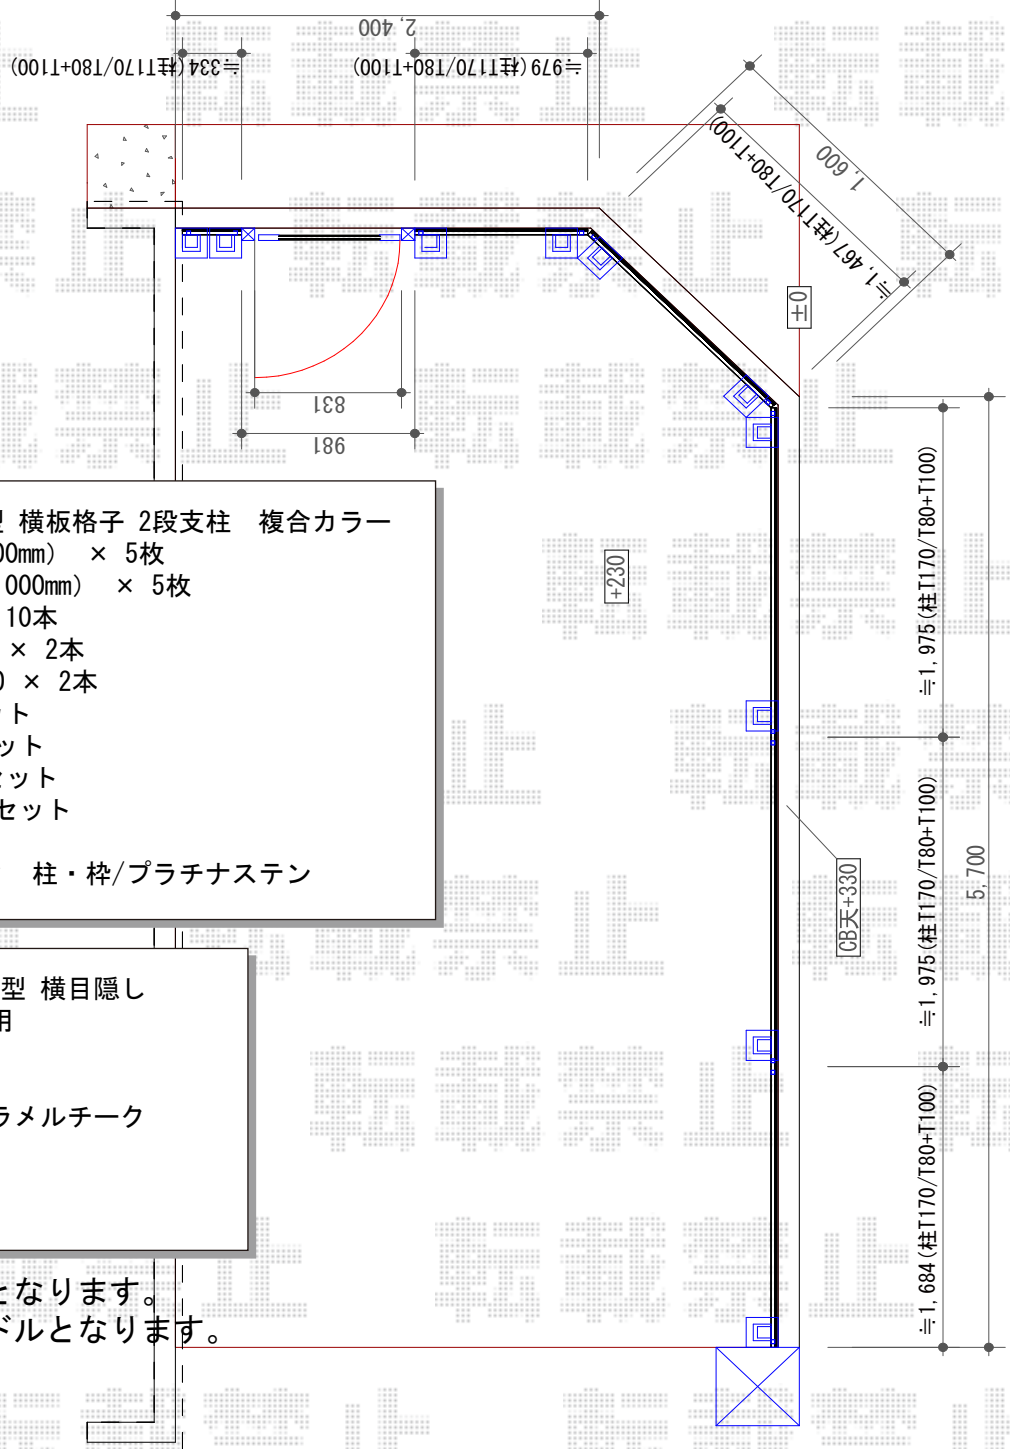 2,400
≒334(柱T170/T80+T100)
≒979(柱T170/T80+T100)
1,600
≒1,467(柱T170/T80+T100)
±0
831
981
型 横板格子 2段支柱 複合カラー
00mm) × 5枚
000mm) × 5枚
10本
× 2本
0 × 2本
ット
ット
セット
セット
柱・枠/プラチナステン
+230
≒1,975(柱T170/T80+T100)
≒1,975(柱T170/T80+T100)
5,700
CB天+330
≒1,684(柱T170/T80+T100)
型 横目隠し
用
ラメルチーク
となります。
ドルとなります。
転載禁止